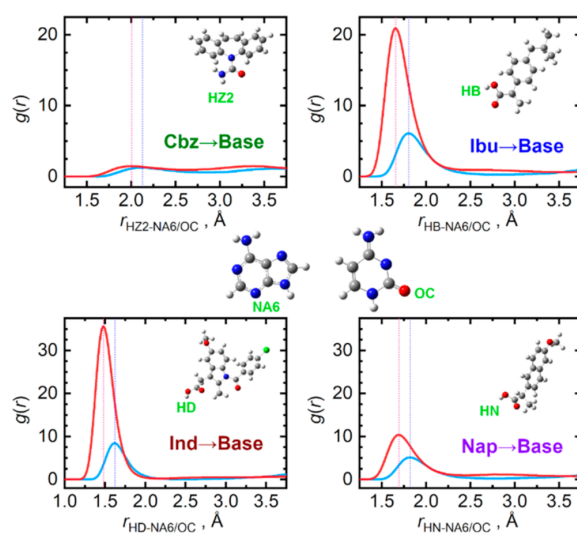 g(r)
20
10
0
HZ2
Cbz→Base
1.5 2.0 2.5 3.0 3.5
rHZ2-NA6/OC , Å
g(r)
20
10
0
HB
Ibu→Base
1.5 2.0 2.5 3.0 3.5
rHB-NA6/OC , Å
NA6
OC
g(r)
30
20
10
0
HD
Ind→Base
1.0 1.5 2.0 2.5 3.0 3.5
rHD-NA6/OC , Å
g(r)
30
20
10
0
HN
Nap→Base
1.5 2.0 2.5 3.0 3.5
rHN-NA6/OC , Å